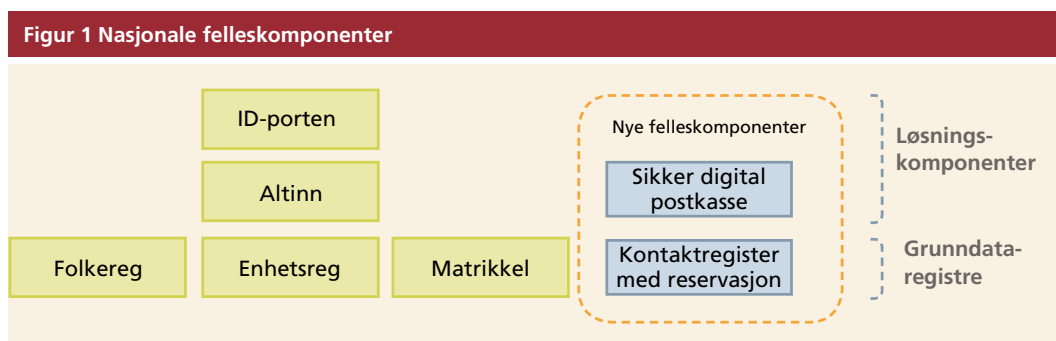 Figur 1 Nasjonale felleskomponenter
ID-porten
Altinn
Folkereg
Enhetsreg
Matrikkel
Nye felleskomponenter
Sikker digital
postkasse
Kontaktregister
med reservasjon
Løsnings-
komponenter
Grunndata-
registre